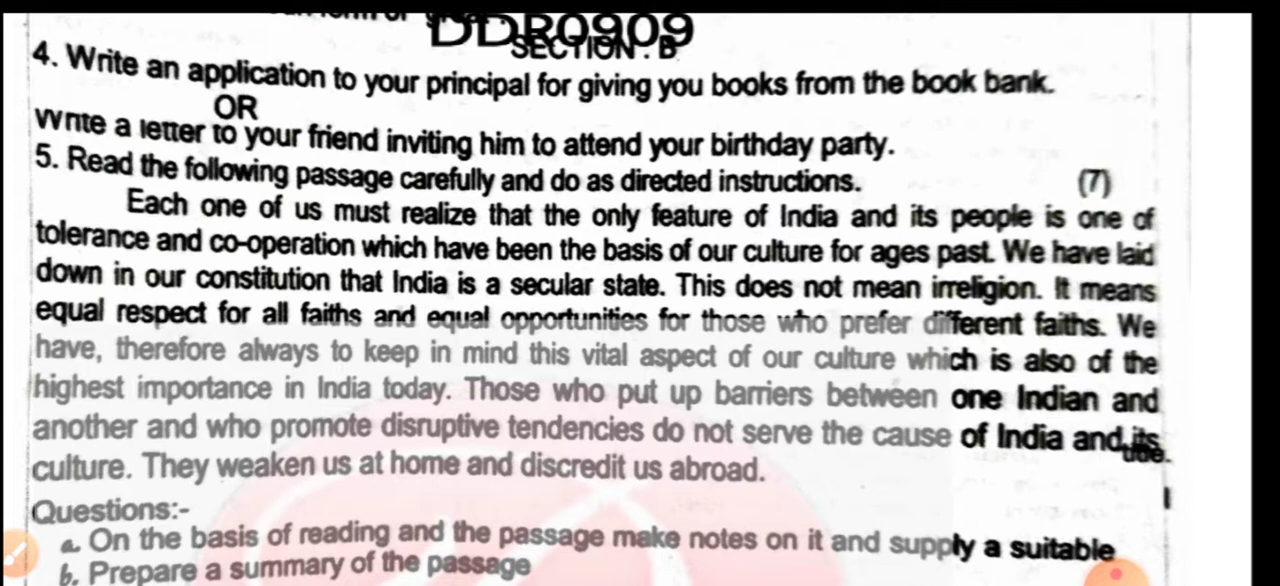 DDR0909
SECTION : B
4. Write an application to your principal for giving you books from the book bank.
OR
Write a letter to your friend inviting him to attend your birthday party.
5. Read the following passage carefully and do as directed instructions. (7)
Each one of us must realize that the only feature of India and its people is one of
tolerance and co-operation which have been the basis of our culture for ages past. We have laid
down in our constitution that India is a secular state. This does not mean irreligion. It means
equal respect for all faiths and equal opportunities for those who prefer different faiths. We
have, therefore always to keep in mind this vital aspect of our culture which is also of the
highest importance in India today. Those who put up barriers between one Indian and
another and who promote disruptive tendencies do not serve the cause of India and its
culture. They weaken us at home and discredit us abroad.
Questions:-
a. On the basis of reading and the passage make notes on it and supply a suitable
b. Prepare a summary of the passage